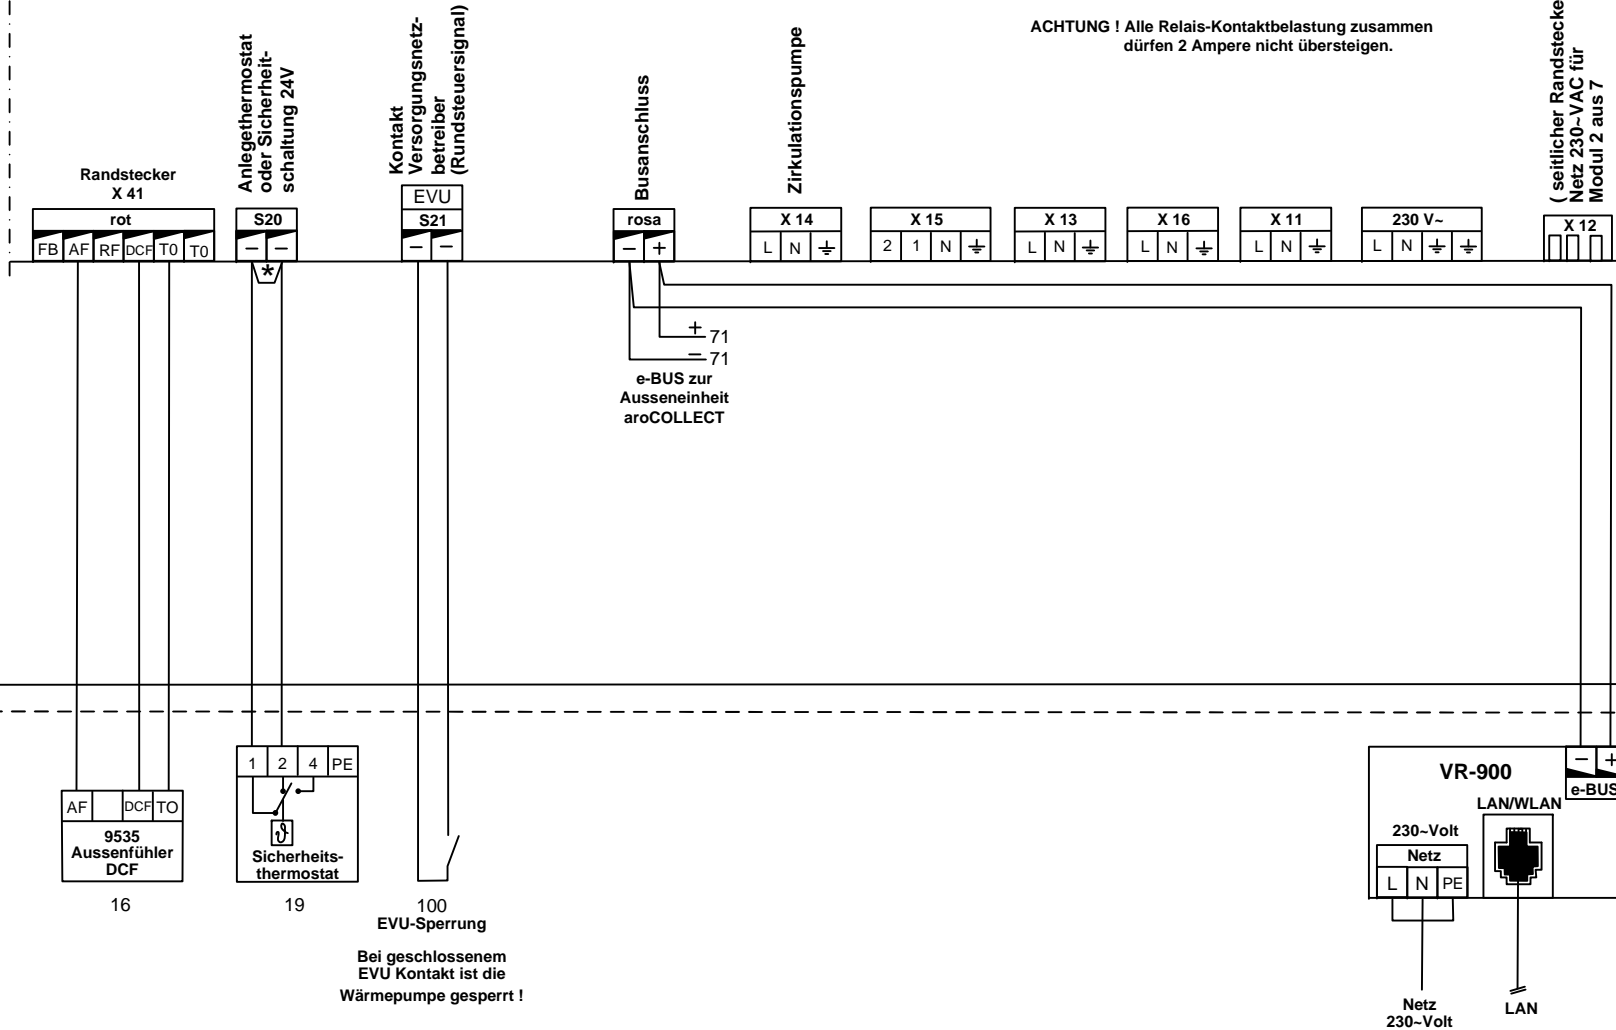 ACHTUNG ! Alle Relais-Kontaktbelastung zusammen
dürfen 2 Ampere nicht übersteigen.
Randstecker
X 41
rot
FB AF RF DCF T0 T0
Anlegethermostat
oder Sicherheit-
schaltung 24V
S20
– –
*
Kontakt
Versorgungsnetz-
betreiber
(Rundsteuersignal)
EVU
S21
– –
Busanschluss
rosa
– +
Zirkulationspumpe
X 14
L N
X 15
2 1 N
X 13
L N
X 16
L N
X 11
L N
230 V~
L N
( seitlicher Randstecke
Netz 230~VAC für
Modul 2 aus 7
X 12
+ 71
– 71
e-BUS zur
Ausseneinheit
aroCOLLECT
AF DCF TO
9535
Aussenfühler
DCF
16
1 2 4 PE
ϑ
Sicherheits-
thermostat
19
100
EVU-Sperrung
Bei geschlossenem
EVU Kontakt ist die
Wärmepumpe gesperrt !
VR-900
– +
e-BUS
LAN/WLAN
230~Volt
Netz
L N PE
Netz
230~Volt
LAN